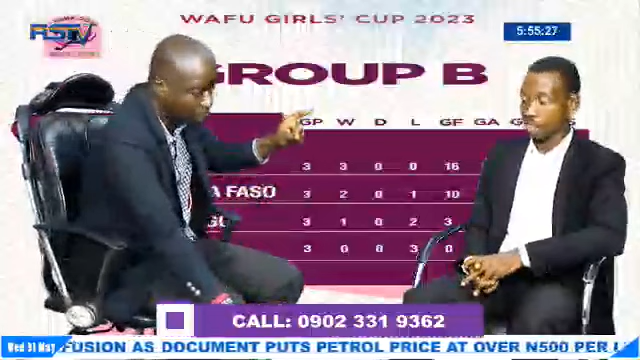 WAFU GIRLS' CUP 2023
5:55:27
RSTV
GROUP B
GP W D L GF GA
3 3 0 0 16
A FASO 3 2 0 1 10
3 1 0 2 3
3 0 0 3 0
CALL: 0902 331 9362
Wed 31 May
FUSION AS DOCUMENT PUTS PETROL PRICE AT OVER N500 PER L